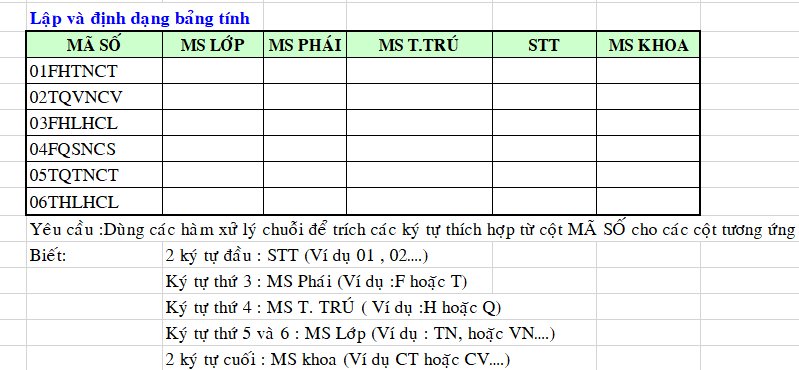 Lập và định dạng bảng tính
MÃ SỐ MS LỚP MS PHÁI MS T.TRÚ STT MS KHOA
01FHTNCT
02TQVNCV
03FHLHCL
04FQSNCS
05TQTNCT
06THLHCL
Yêu cầu :Dùng các hàm xử lý chuỗi để trích các ký tự thích hợp từ cột MÃ SỐ cho các cột tương ứng
Biết: 2 ký tự đầu : STT (Ví dụ 01 , 02....)
Ký tự thứ 3 : MS Phái (Ví dụ :F hoặc T)
Ký tự thứ 4 : MS T. TRÚ ( Ví dụ :H hoặc Q)
Ký tự thứ 5 và 6 : MS Lớp (Ví dụ : TN, hoặc VN....)
2 ký tự cuối : MS khoa (Ví dụ CT hoặc CV....)